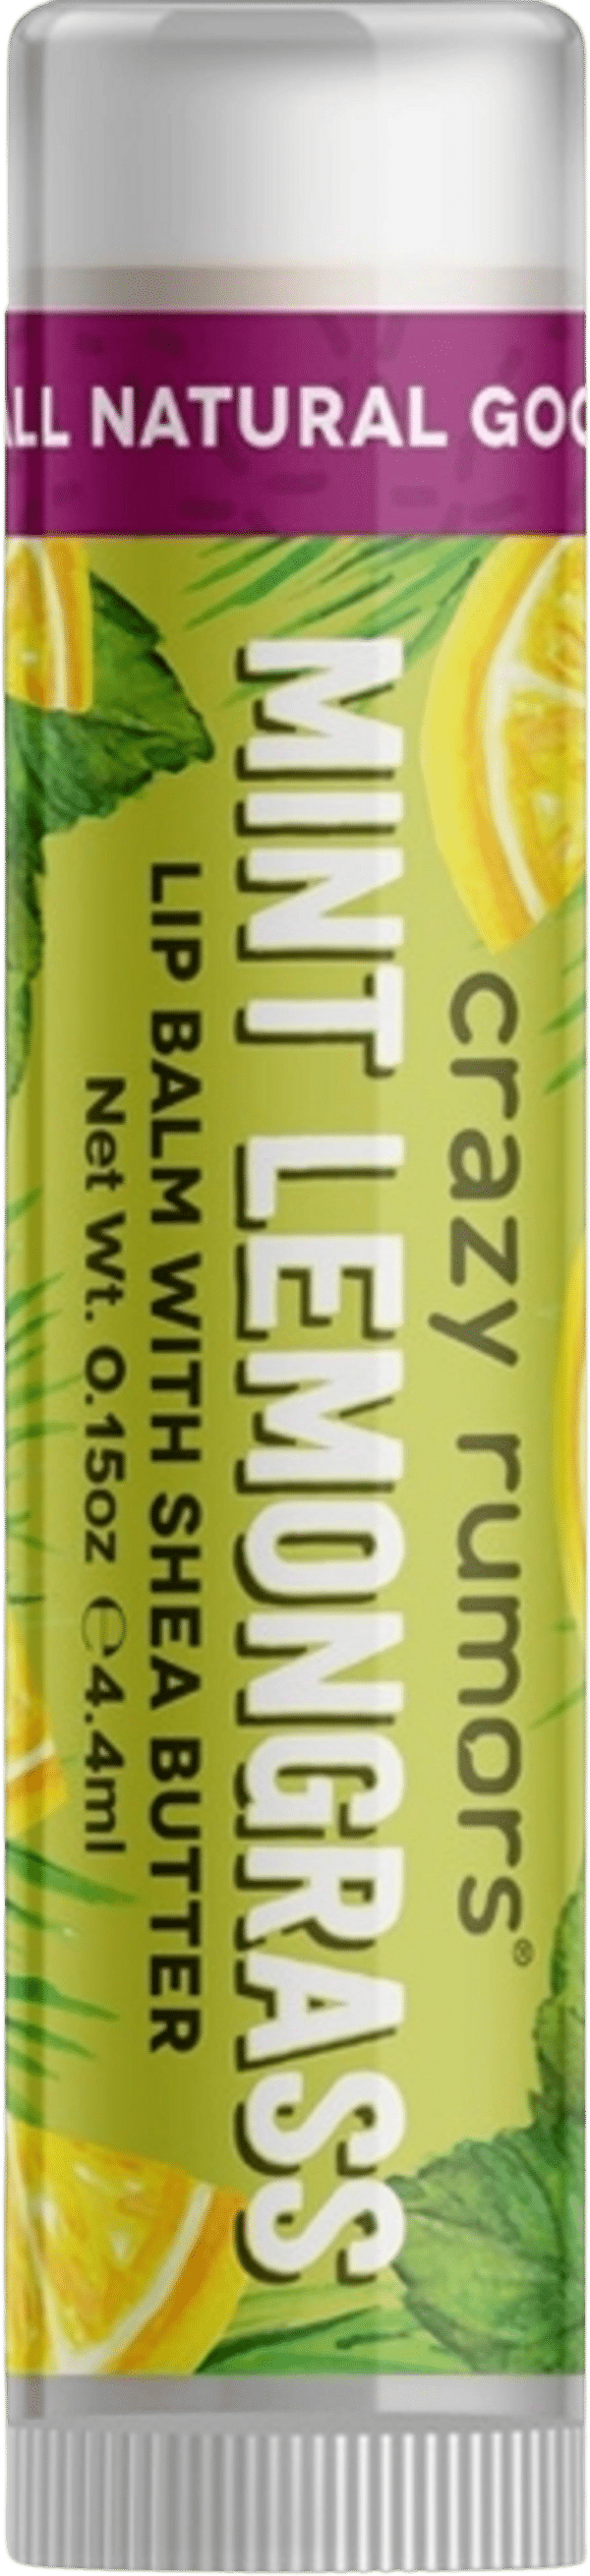 ALL NATURAL GOO
crazy rumors®
MINT LEMONGRASS
LIP BALM WITH SHEA BUTTER
Net Wt. 0.15oz ℮4.4ml